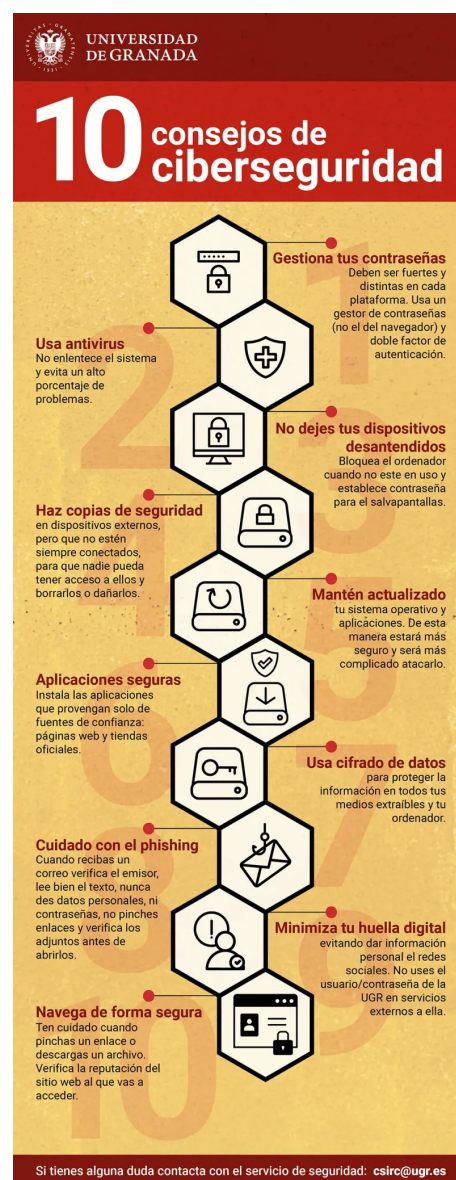 UNIVERSIDAD
DE GRANADA
10 consejos de
ciberseguridad
1
Gestiona tus contraseñas
Deben ser fuertes y
distintas en cada
plataforma. Usa un
gestor de contraseñas
(no el del navegador) y
doble factor de
autenticación.
2
Usa antivirus
No enlentece el sistema
y evita un alto
porcentaje de
problemas.
3
No dejes tus dispositivos
desantendidos
Bloquea el ordenador
cuando no este en uso y
establece contraseña
para el salvapantallas.
4
Haz copias de seguridad
en dispositivos externos,
pero que no estén
siempre conectados,
para que nadie pueda
tener acceso a ellos y
borrarlos o dañarlos.
5
Mantén actualizado
tu sistema operativo y
aplicaciones. De esta
manera estará más
seguro y será más
complicado atacarlo.
6
Aplicaciones seguras
Instala las aplicaciones
que provengan solo de
fuentes de confianza:
páginas web y tiendas
oficiales.
7
Usa cifrado de datos
para proteger la
información en todos tus
medios extraíbles y tu
ordenador.
8
Cuidado con el phishing
Cuando recibas un
correo verifica el emisor,
lee bien el texto, nunca
des datos personales, ni
contraseñas, no pinches
enlaces y verifica los
adjuntos antes de
abrirlos.
9
Minimiza tu huella digital
evitando dar información
personal el redes
sociales. No uses el
usuario/contraseña de la
UGR en servicios
externos a ella.
10
Navega de forma segura
Ten cuidado cuando
pinchas un enlace o
descargas un archivo.
Verifica la reputación del
sitio web al que vas a
acceder.
Si tienes alguna duda contacta con el servicio de seguridad: csirc@ugr.es